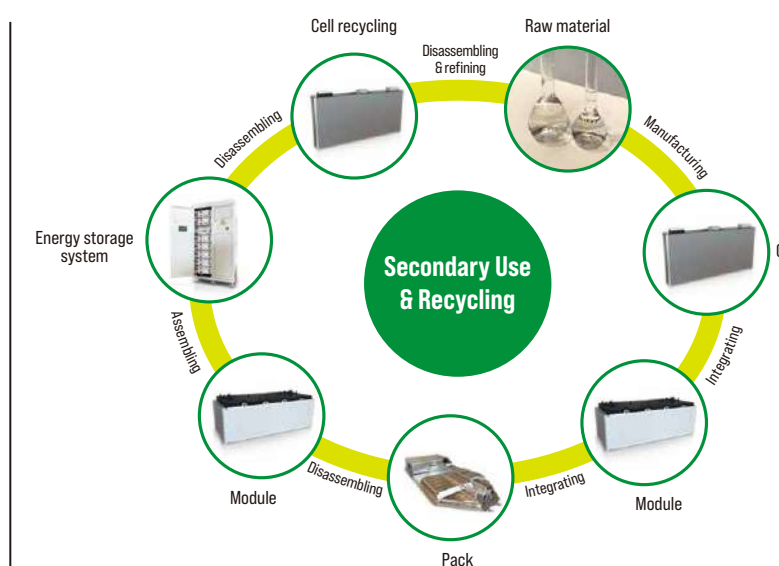 Cell recycling
Disassembling
& refining
Raw material
Manufacturing
Disassembling
Energy storage
system
Secondary Use
& Recycling
Assembling
Integrating
Module
Disassembling
Integrating
Module
Pack